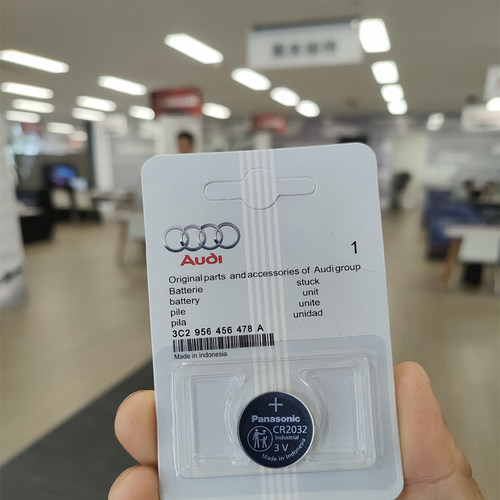 Audi
1
Original parts and accessories of Audi group
Batterie stuck
battery unit
pile unite
pila unidad
3C2 956 456 478 A
Made in Indonesia
+
Panasonic
CR2032
Industrial
3V
Made in Indonesia